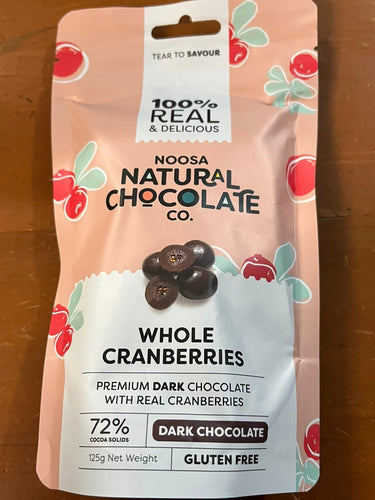 TEAR TO SAVOUR
100%
REAL
& DELICIOUS
NOOSA
NATURAL
CHOCOLATE
CO.
WHOLE
CRANBERRIES
PREMIUM DARK CHOCOLATE
WITH REAL CRANBERRIES
72%
COCOA SOLIDS
DARK CHOCOLATE
125g Net Weight
GLUTEN FREE